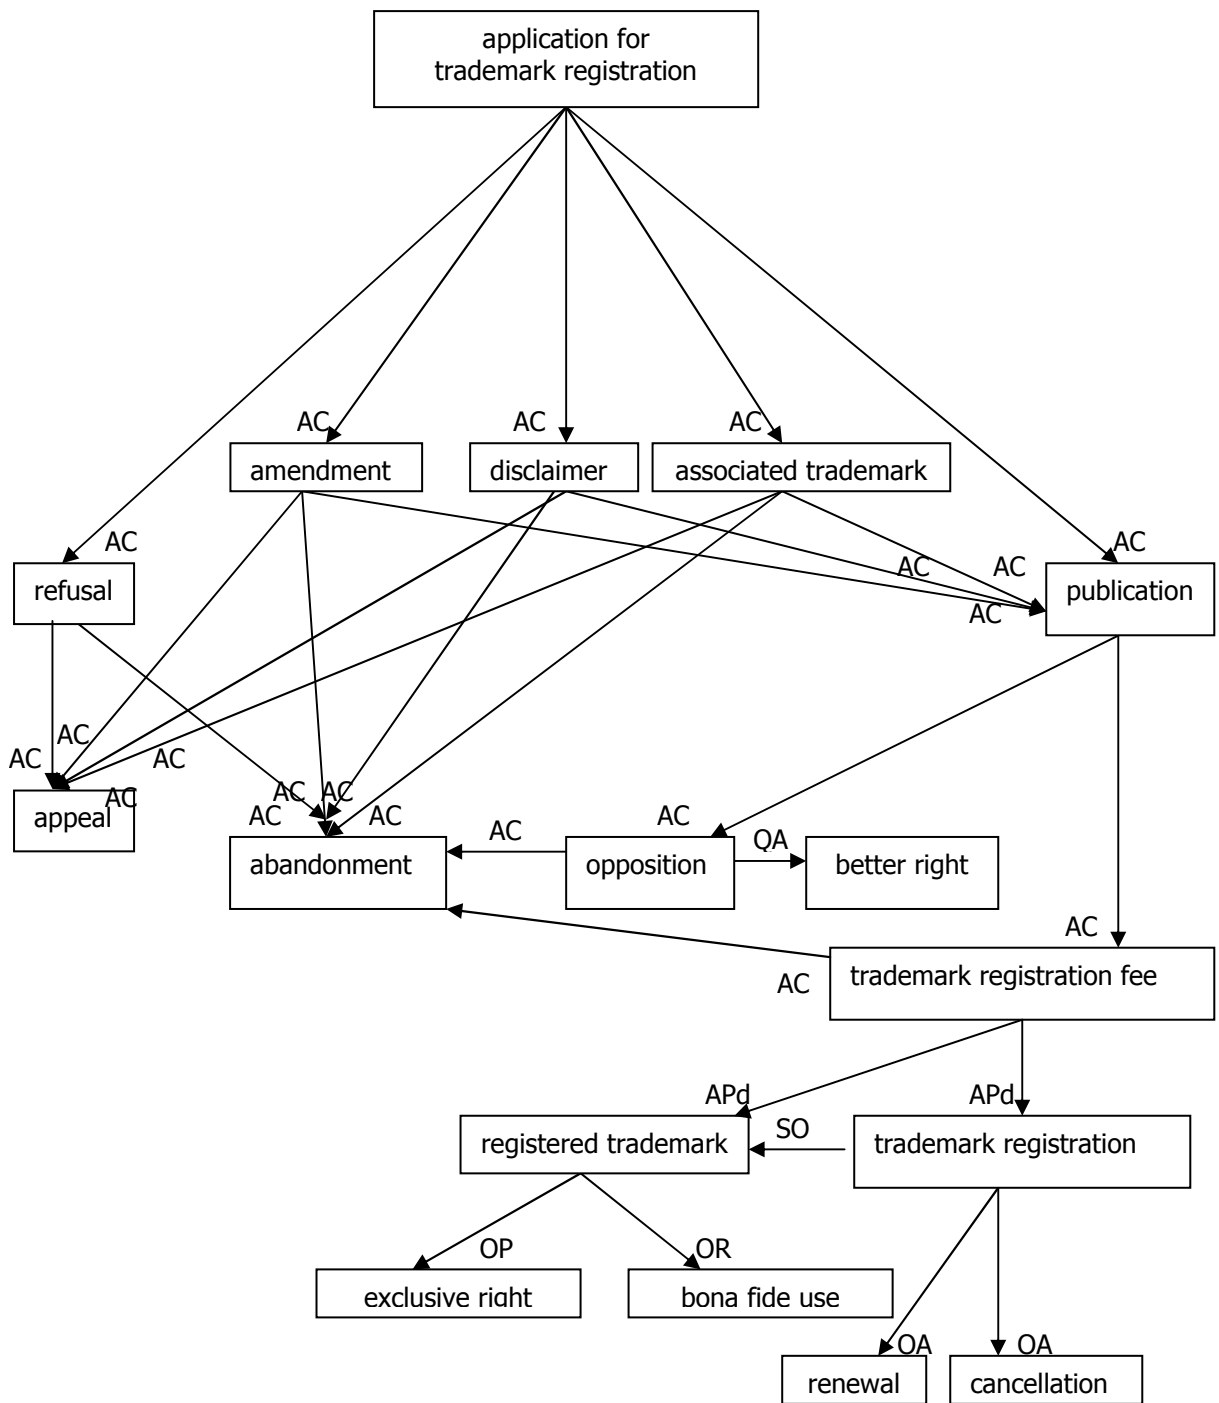 application for
trademark registration
AC
AC
AC
amendment
disclaimer
associated trademark
AC
AC
refusal
AC
AC
publication
AC
AC
AC
AC
AC
AC
AC
AC
AC
AC
appeal
AC
AC
QA
abandonment
opposition
better right
AC
trademark registration fee
AC
APd
APd
registered trademark
SO
trademark registration
OP
OR
exclusive right
bona fide use
OA
OA
renewal
cancellation